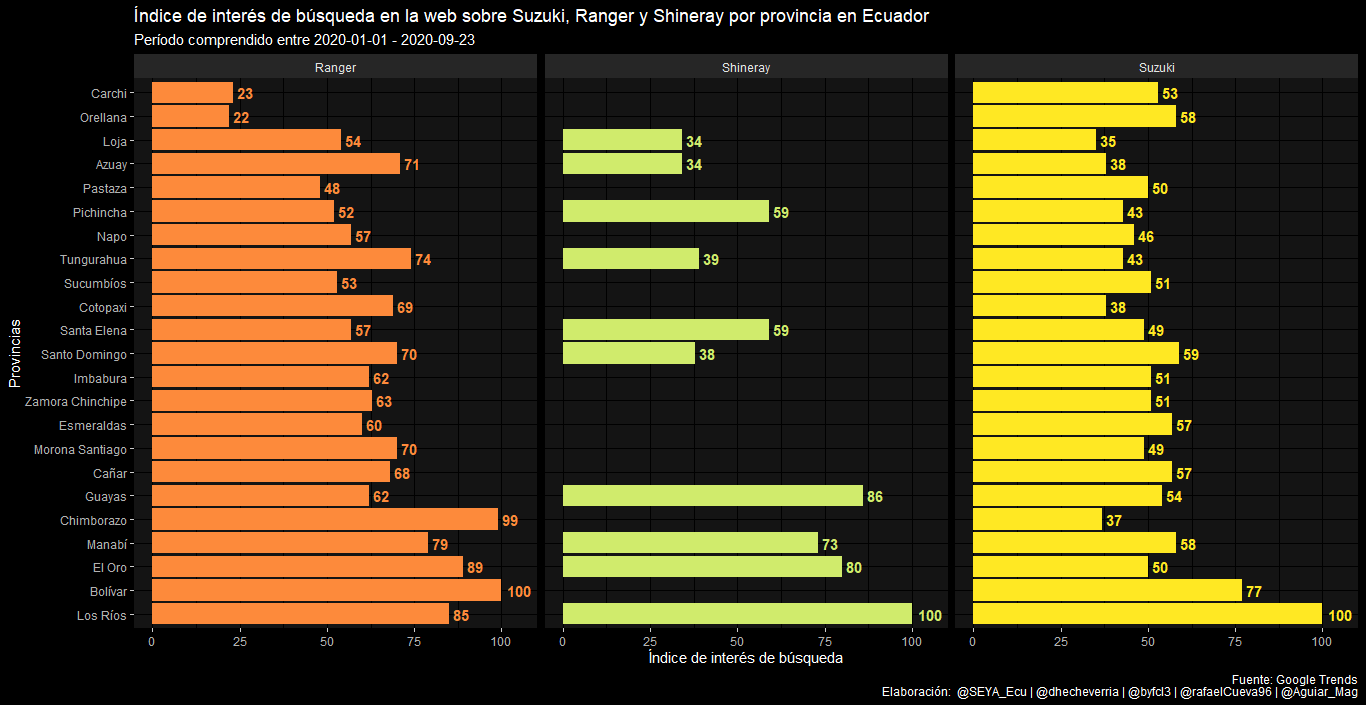 Índice de interés de búsqueda en la web sobre Suzuki, Ranger y Shineray por provincia en Ecuador
Período comprendido entre 2020-01-01 - 2020-09-23
Ranger Shineray Suzuki
Provincias
Carchi 23 53
Orellana 22 58
Loja 54 34 35
Azuay 71 34 38
Pastaza 48 50
Pichincha 52 59 43
Napo 57 46
Tungurahua 74 39 43
Sucumbíos 53 51
Cotopaxi 69 38
Santa Elena 57 59 49
Santo Domingo 70 38 59
Imbabura 62 51
Zamora Chinchipe 63 51
Esmeraldas 60 57
Morona Santiago 70 49
Cañar 68 57
Guayas 62 86 54
Chimborazo 99 37
Manabí 79 73 58
El Oro 89 80 50
Bolívar 100 77
Los Ríos 85 100 100
0 25 50 75 100 0 25 50 75 100 0 25 50 75 100
Índice de interés de búsqueda
Fuente: Google Trends
Elaboración: @SEYA_Ecu | @dhecheverria | @byfcl3 | @rafaelCueva96 | @Aguiar_Mag